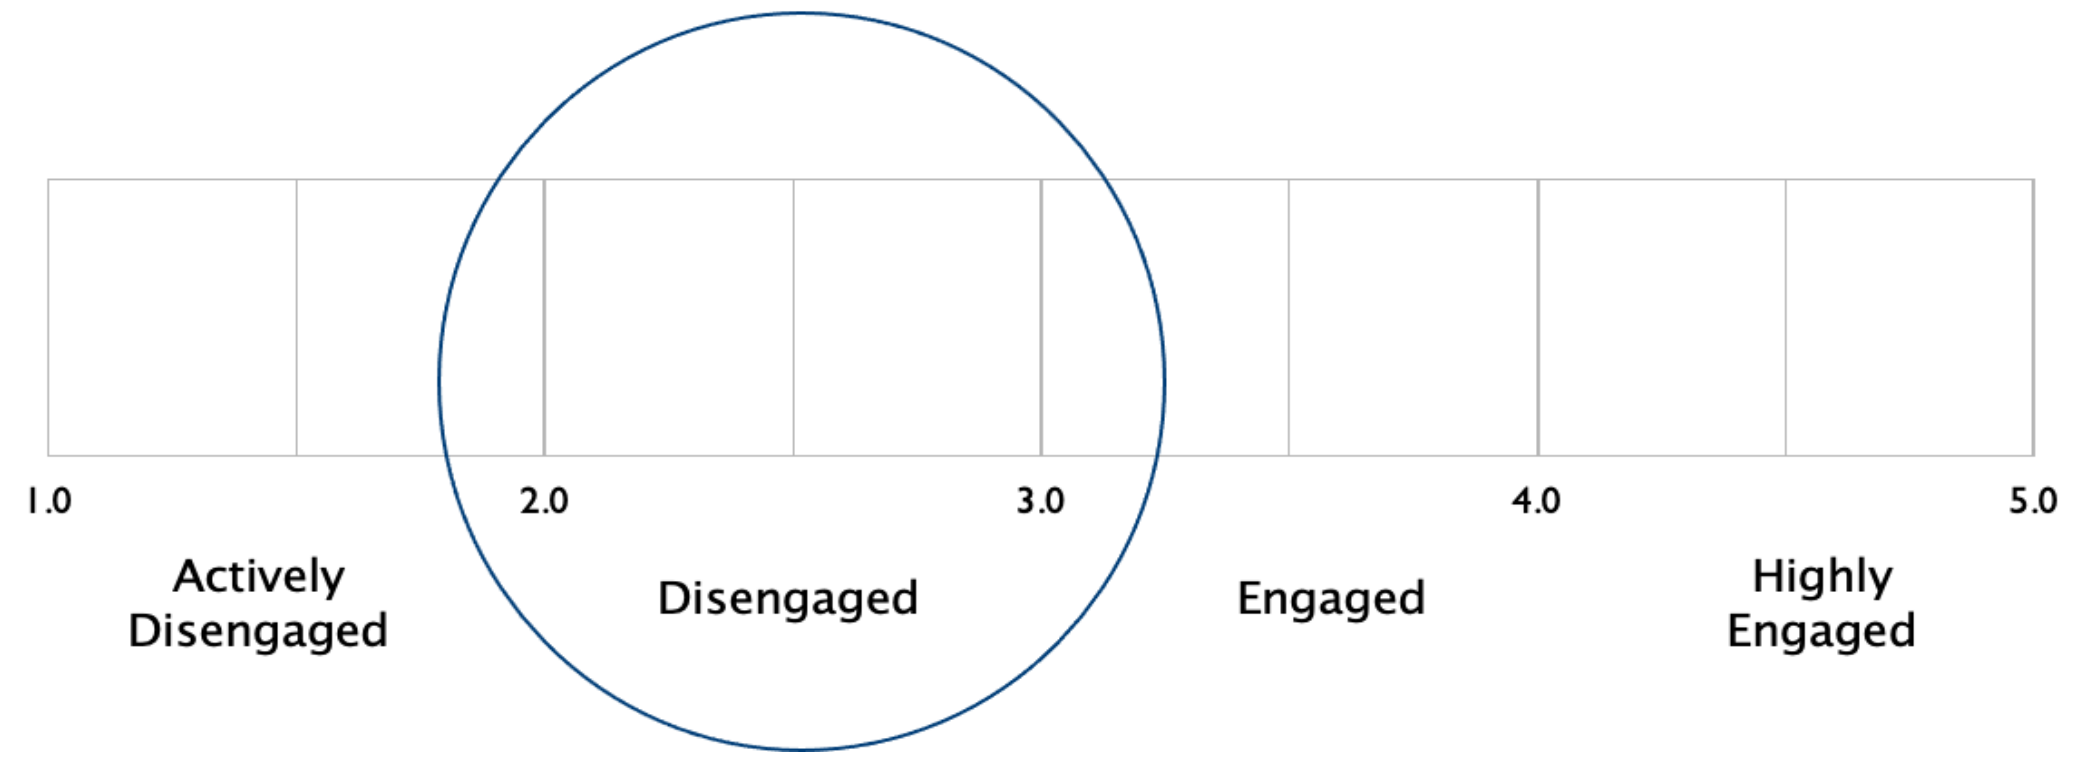 1.0 2.0 3.0 4.0 5.0
Actively
Disengaged
Disengaged
Engaged
Highly
Engaged